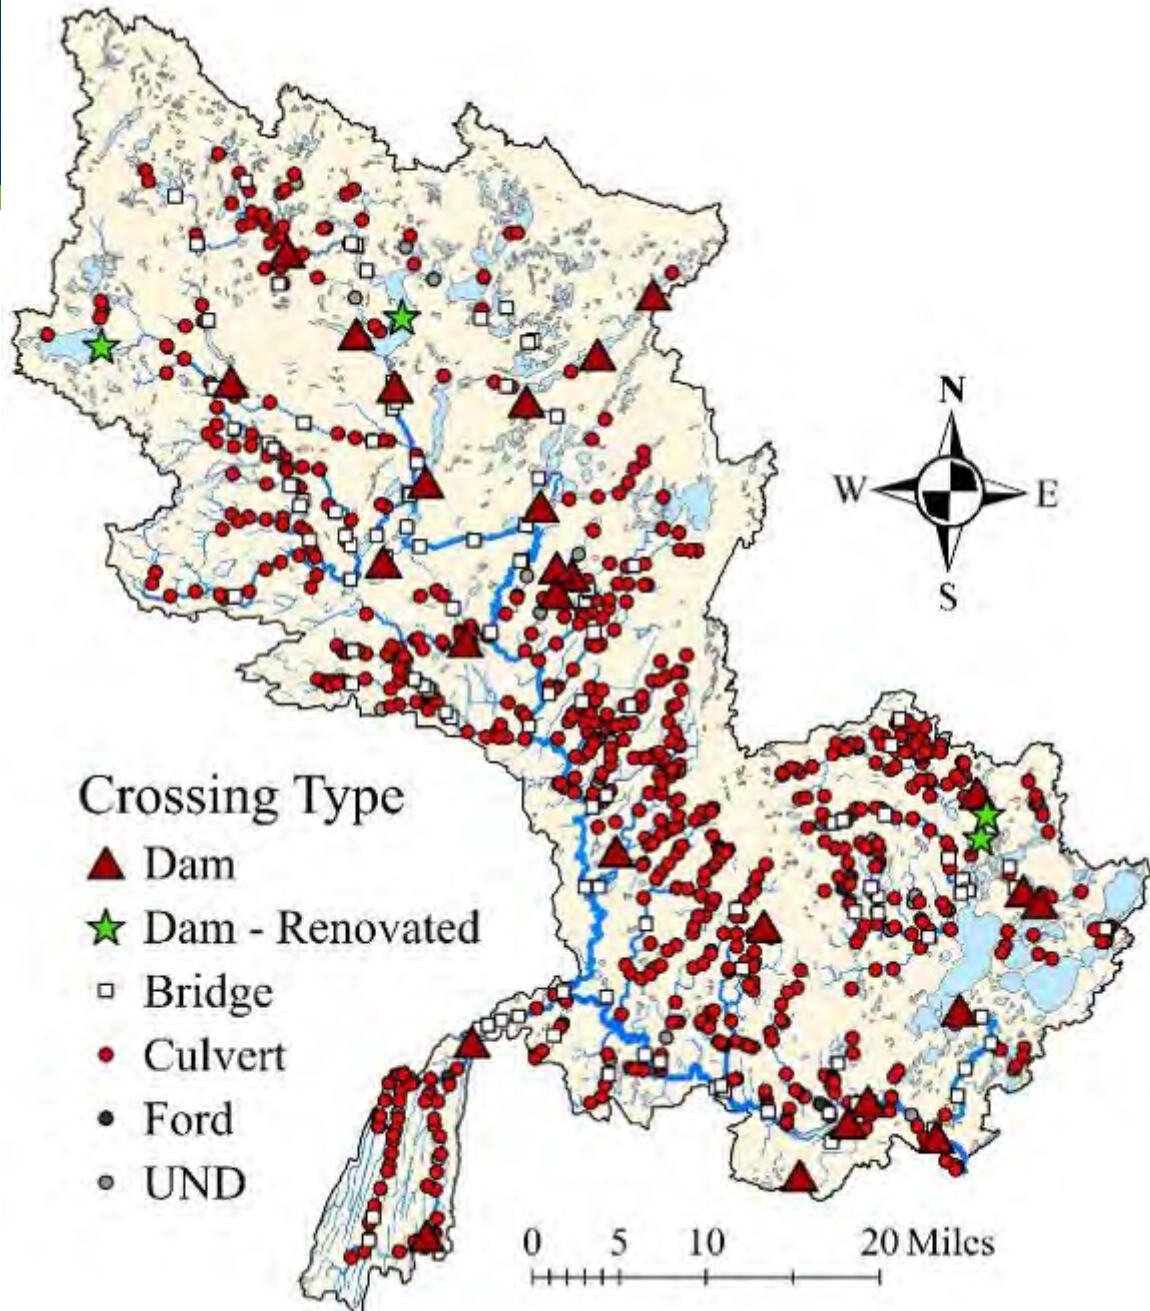 N
W E
S
Crossing Type
Dam
Dam - Renovated
Bridge
Culvert
Ford
UND
0 5 10 20 Miles